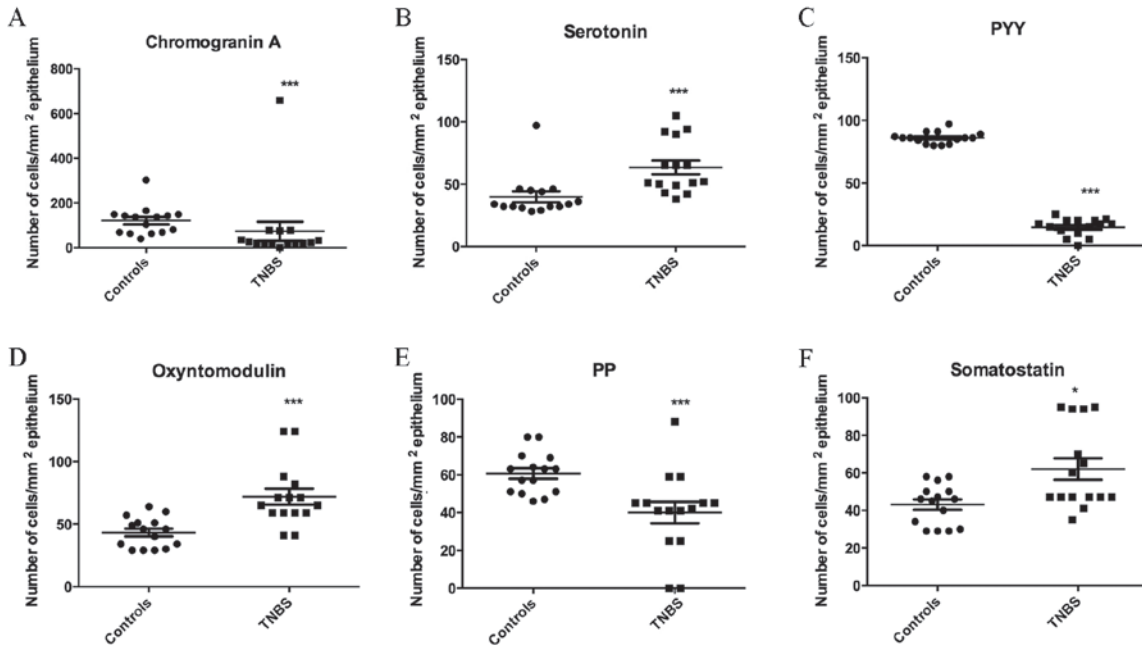 A
Chromogranin A
Number of cells/mm 2 epithelium
800
600
400
200
0
***
Controls
TNBS
B
Serotonin
Number of cells/mm 2 epithelium
150
100
50
0
***
Controls
TNBS
C
PYY
Number of cells/mm 2 epithelium
150
100
50
0
***
Controls
TNBS
D
Oxyntomodulin
Number of cells/mm 2 epithelium
150
100
50
0
***
Controls
TNBS
E
PP
Number of cells/mm 2 epithelium
100
80
60
40
20
0
***
Controls
TNBS
F
Somatostatin
Number of cells/mm 2 epithelium
100
80
60
40
20
0
*
Controls
TNBS